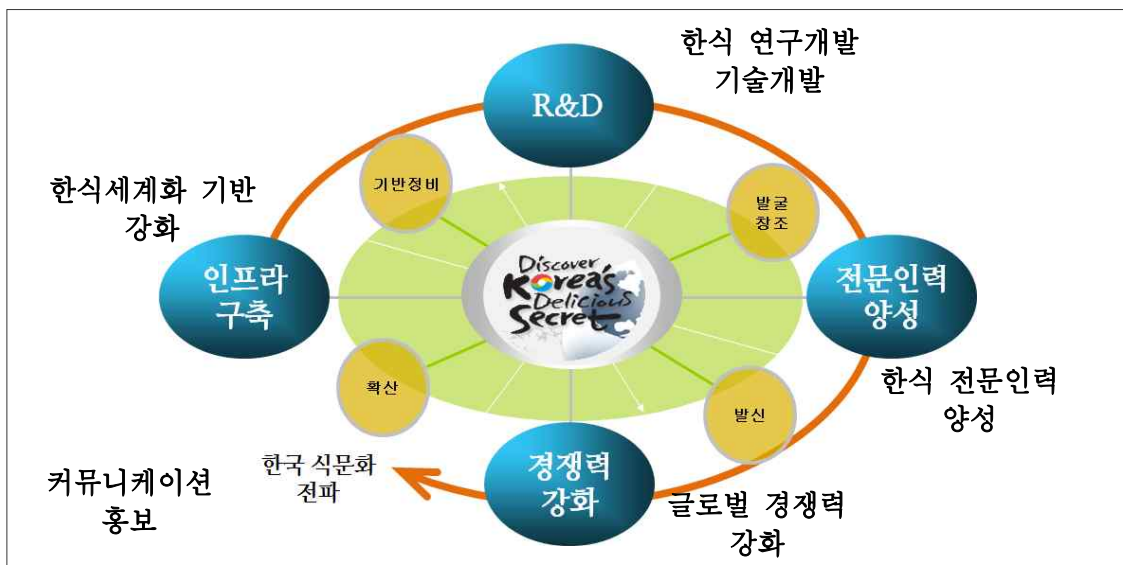 한식 연구개발
기술개발
R&D
기반정비
발굴
창조
한식세계화 기반
강화
인프라
구축
Discover
Korea's
Delicious
Secret
전문인력
양성
확산
발신
한식 전문인력
양성
한국 식문화
전파
경쟁력
강화
커뮤니케이션
홍보
글로벌 경쟁력
강화